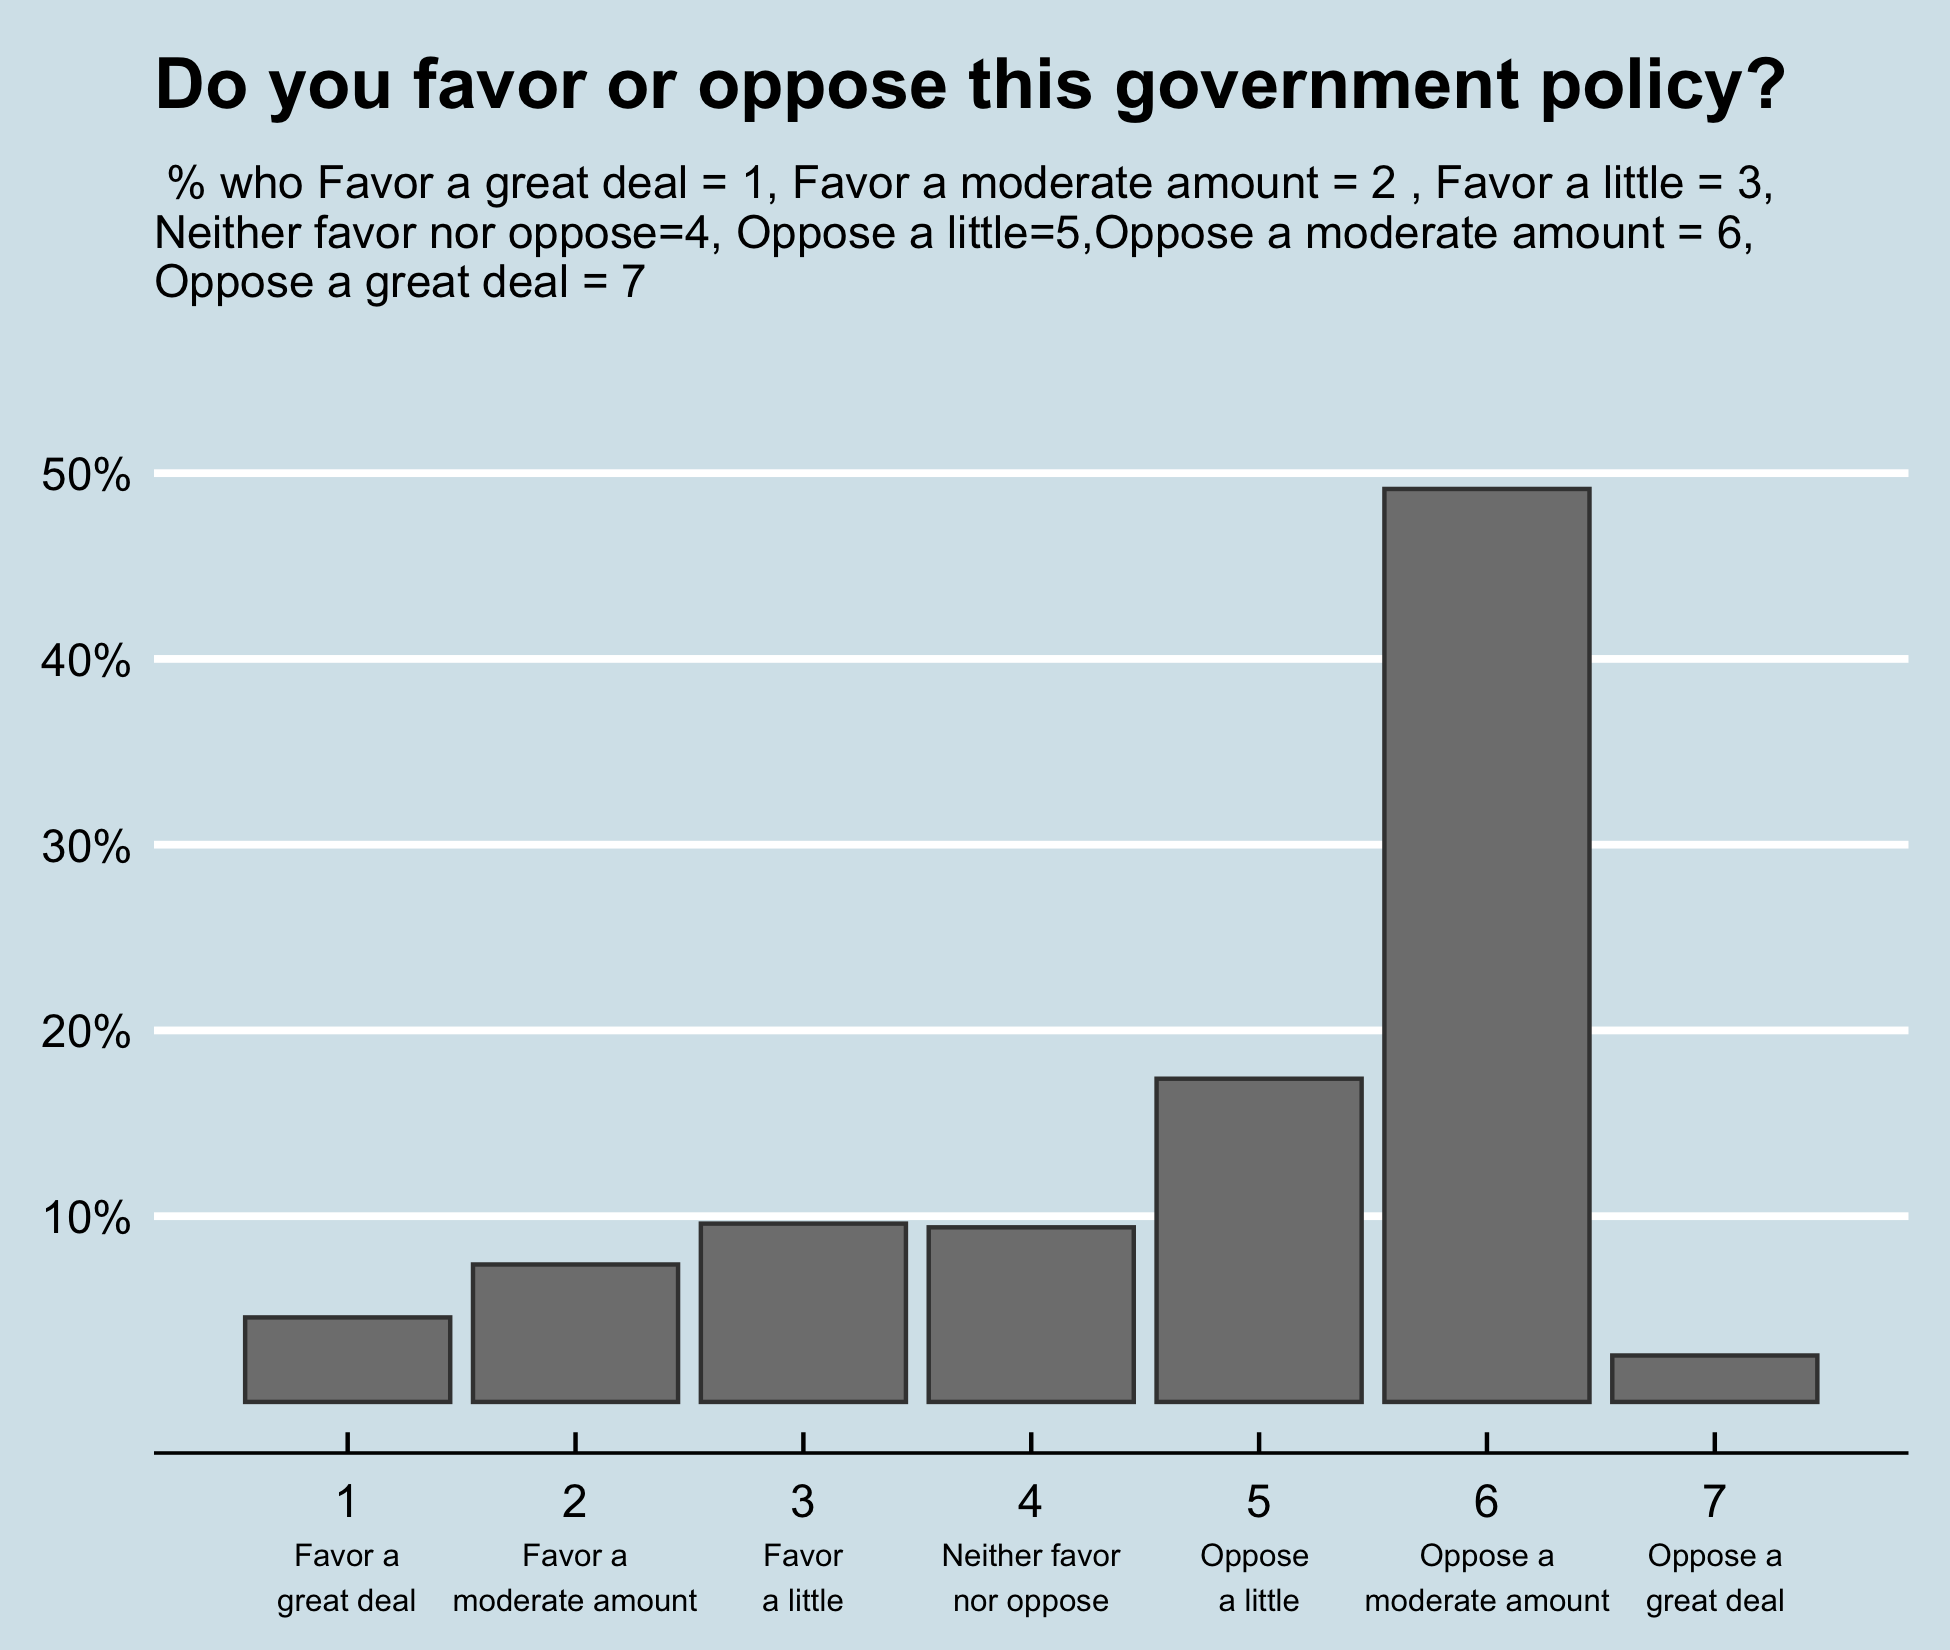 Do you favor or oppose this government policy?
% who Favor a great deal = 1, Favor a moderate amount = 2 , Favor a little = 3,
Neither favor nor oppose=4, Oppose a little=5,Oppose a moderate amount = 6,
Oppose a great deal = 7
50%
40%
30%
20%
10%
1 2 3 4 5 6 7
Favor a Favor a Favor Neither favor Oppose Oppose a Oppose a
great deal moderate amount a little nor oppose a little moderate amount great deal